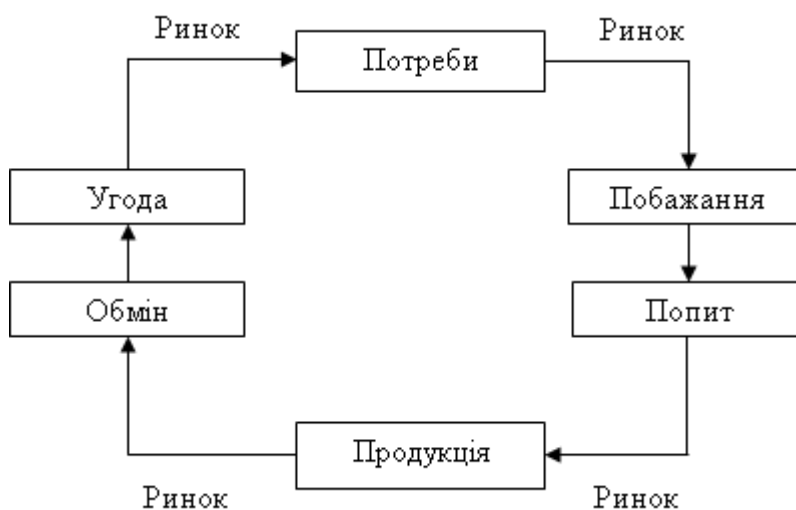 Ринок
Ринок
Потреби
Угода
Побажання
Обмін
Попит
Продукція
Ринок
Ринок